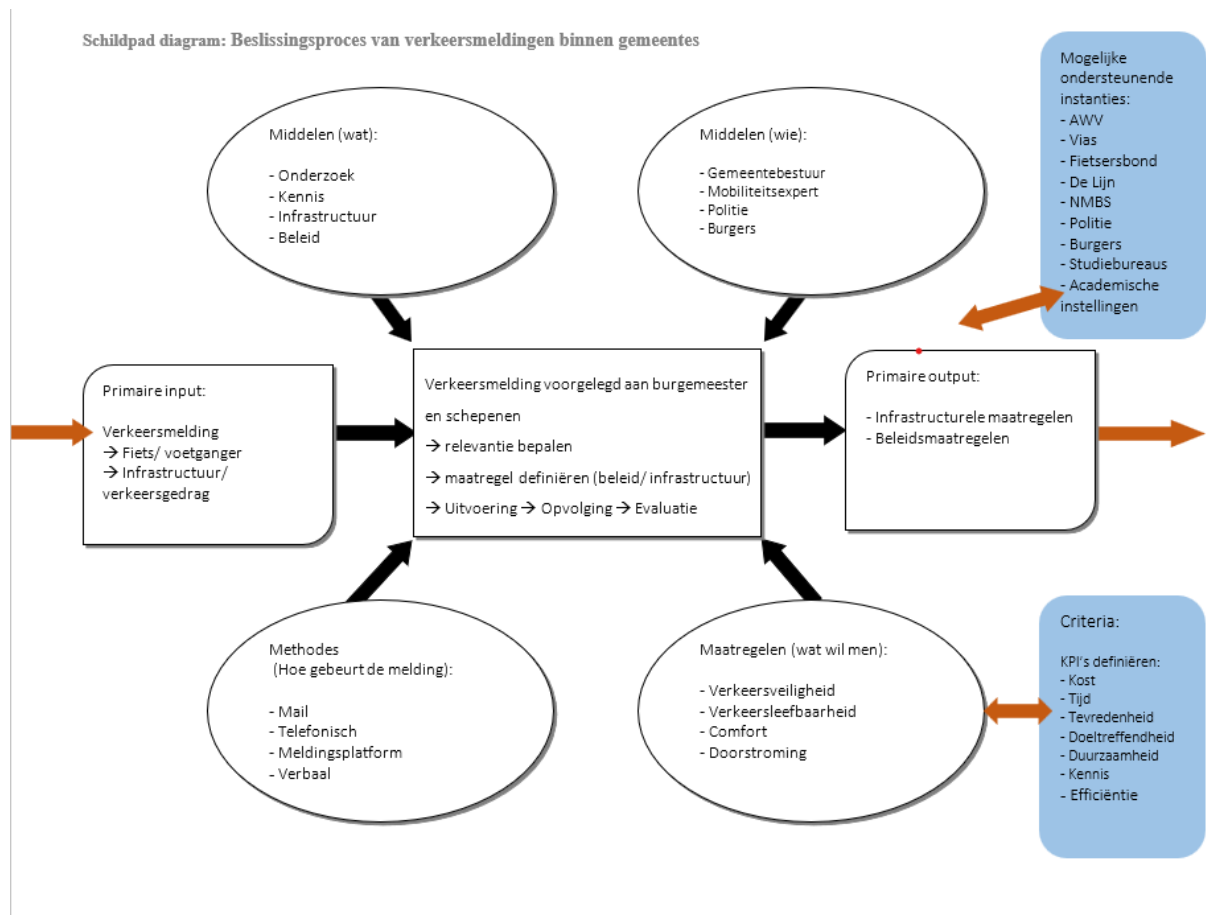 Schildpad diagram: Beslissingsproces van verkeersmeldingen binnen gemeentes
Middelen (wat):
- Onderzoek
- Kennis
- Infrastructuur
- Beleid
Middelen (wie):
- Gemeentebestuur
- Mobiliteitsexpert
- Politie
- Burgers
Mogelijke
ondersteunende
instanties:
- AWV
- Vias
- Fietsersbond
- De Lijn
- NMBS
- Politie
- Burgers
- Studiebureaus
- Academische
instellingen
Primaire input:
Verkeersmelding
→ Fiets/ voetganger
→ Infrastructuur/
verkeersgedrag
Verkeersmelding voorgelegd aan burgemeester
en schepenen
→ relevantie bepalen
→ maatregel definiëren (beleid/ infrastructuur)
→ Uitvoering → Opvolging → Evaluatie
Primaire output:
- Infrastructurele maatregelen
- Beleidsmaatregelen
Methodes
(Hoe gebeurt de melding):
- Mail
- Telefonisch
- Meldingsplatform
- Verbaal
Maatregelen (wat wil men):
- Verkeersveiligheid
- Verkeersleefbaarheid
- Comfort
- Doorstroming
Criteria:
KPI's definiëren:
- Kost
- Tijd
- Tevredenheid
- Doeltreffendheid
- Duurzaamheid
- Kennis
- Efficiëntie